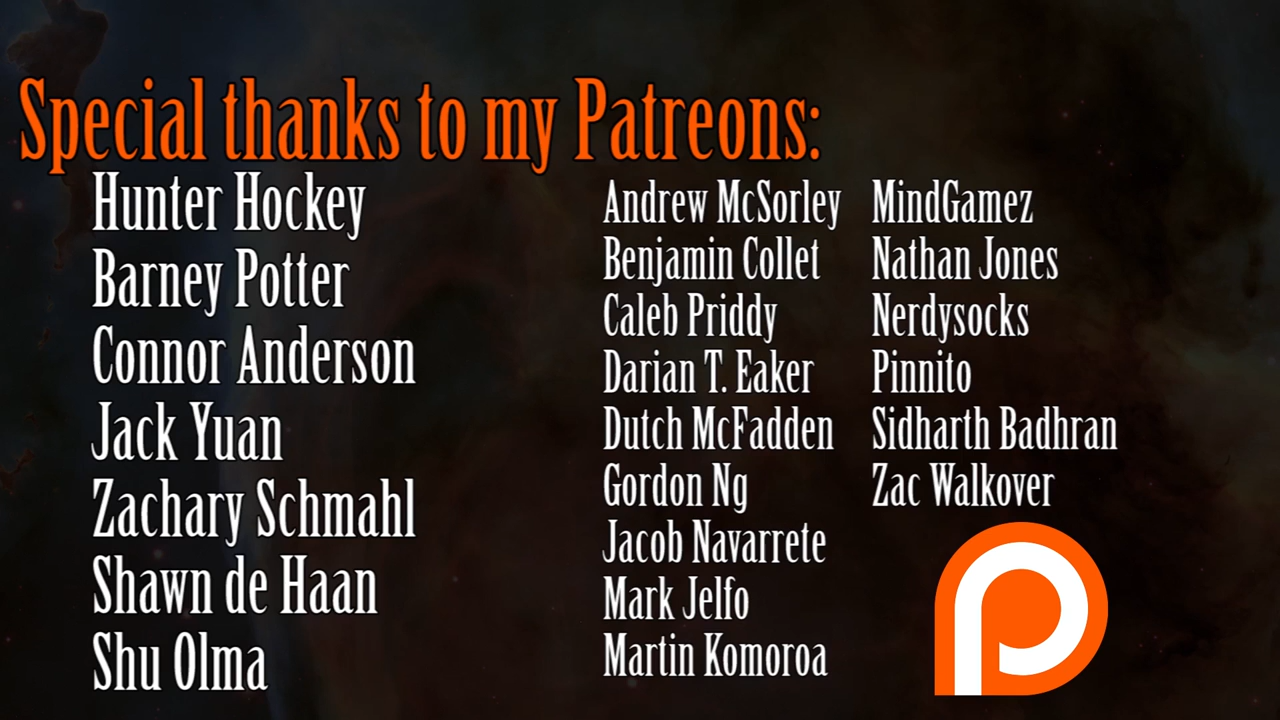 Special thanks to my Patreons:
Hunter Hockey
Barney Potter
Connor Anderson
Jack Yuan
Zachary Schmahl
Shawn de Haan
Shu Olma
Andrew McSorley
Benjamin Collet
Caleb Priddy
Darian T. Eaker
Dutch McFadden
Gordon Ng
Jacob Navarrete
Mark Jelfo
Martin Komoroa
MindGamez
Nathan Jones
Nerdysocks
Pinnito
Sidharth Badhran
Zac Walkover